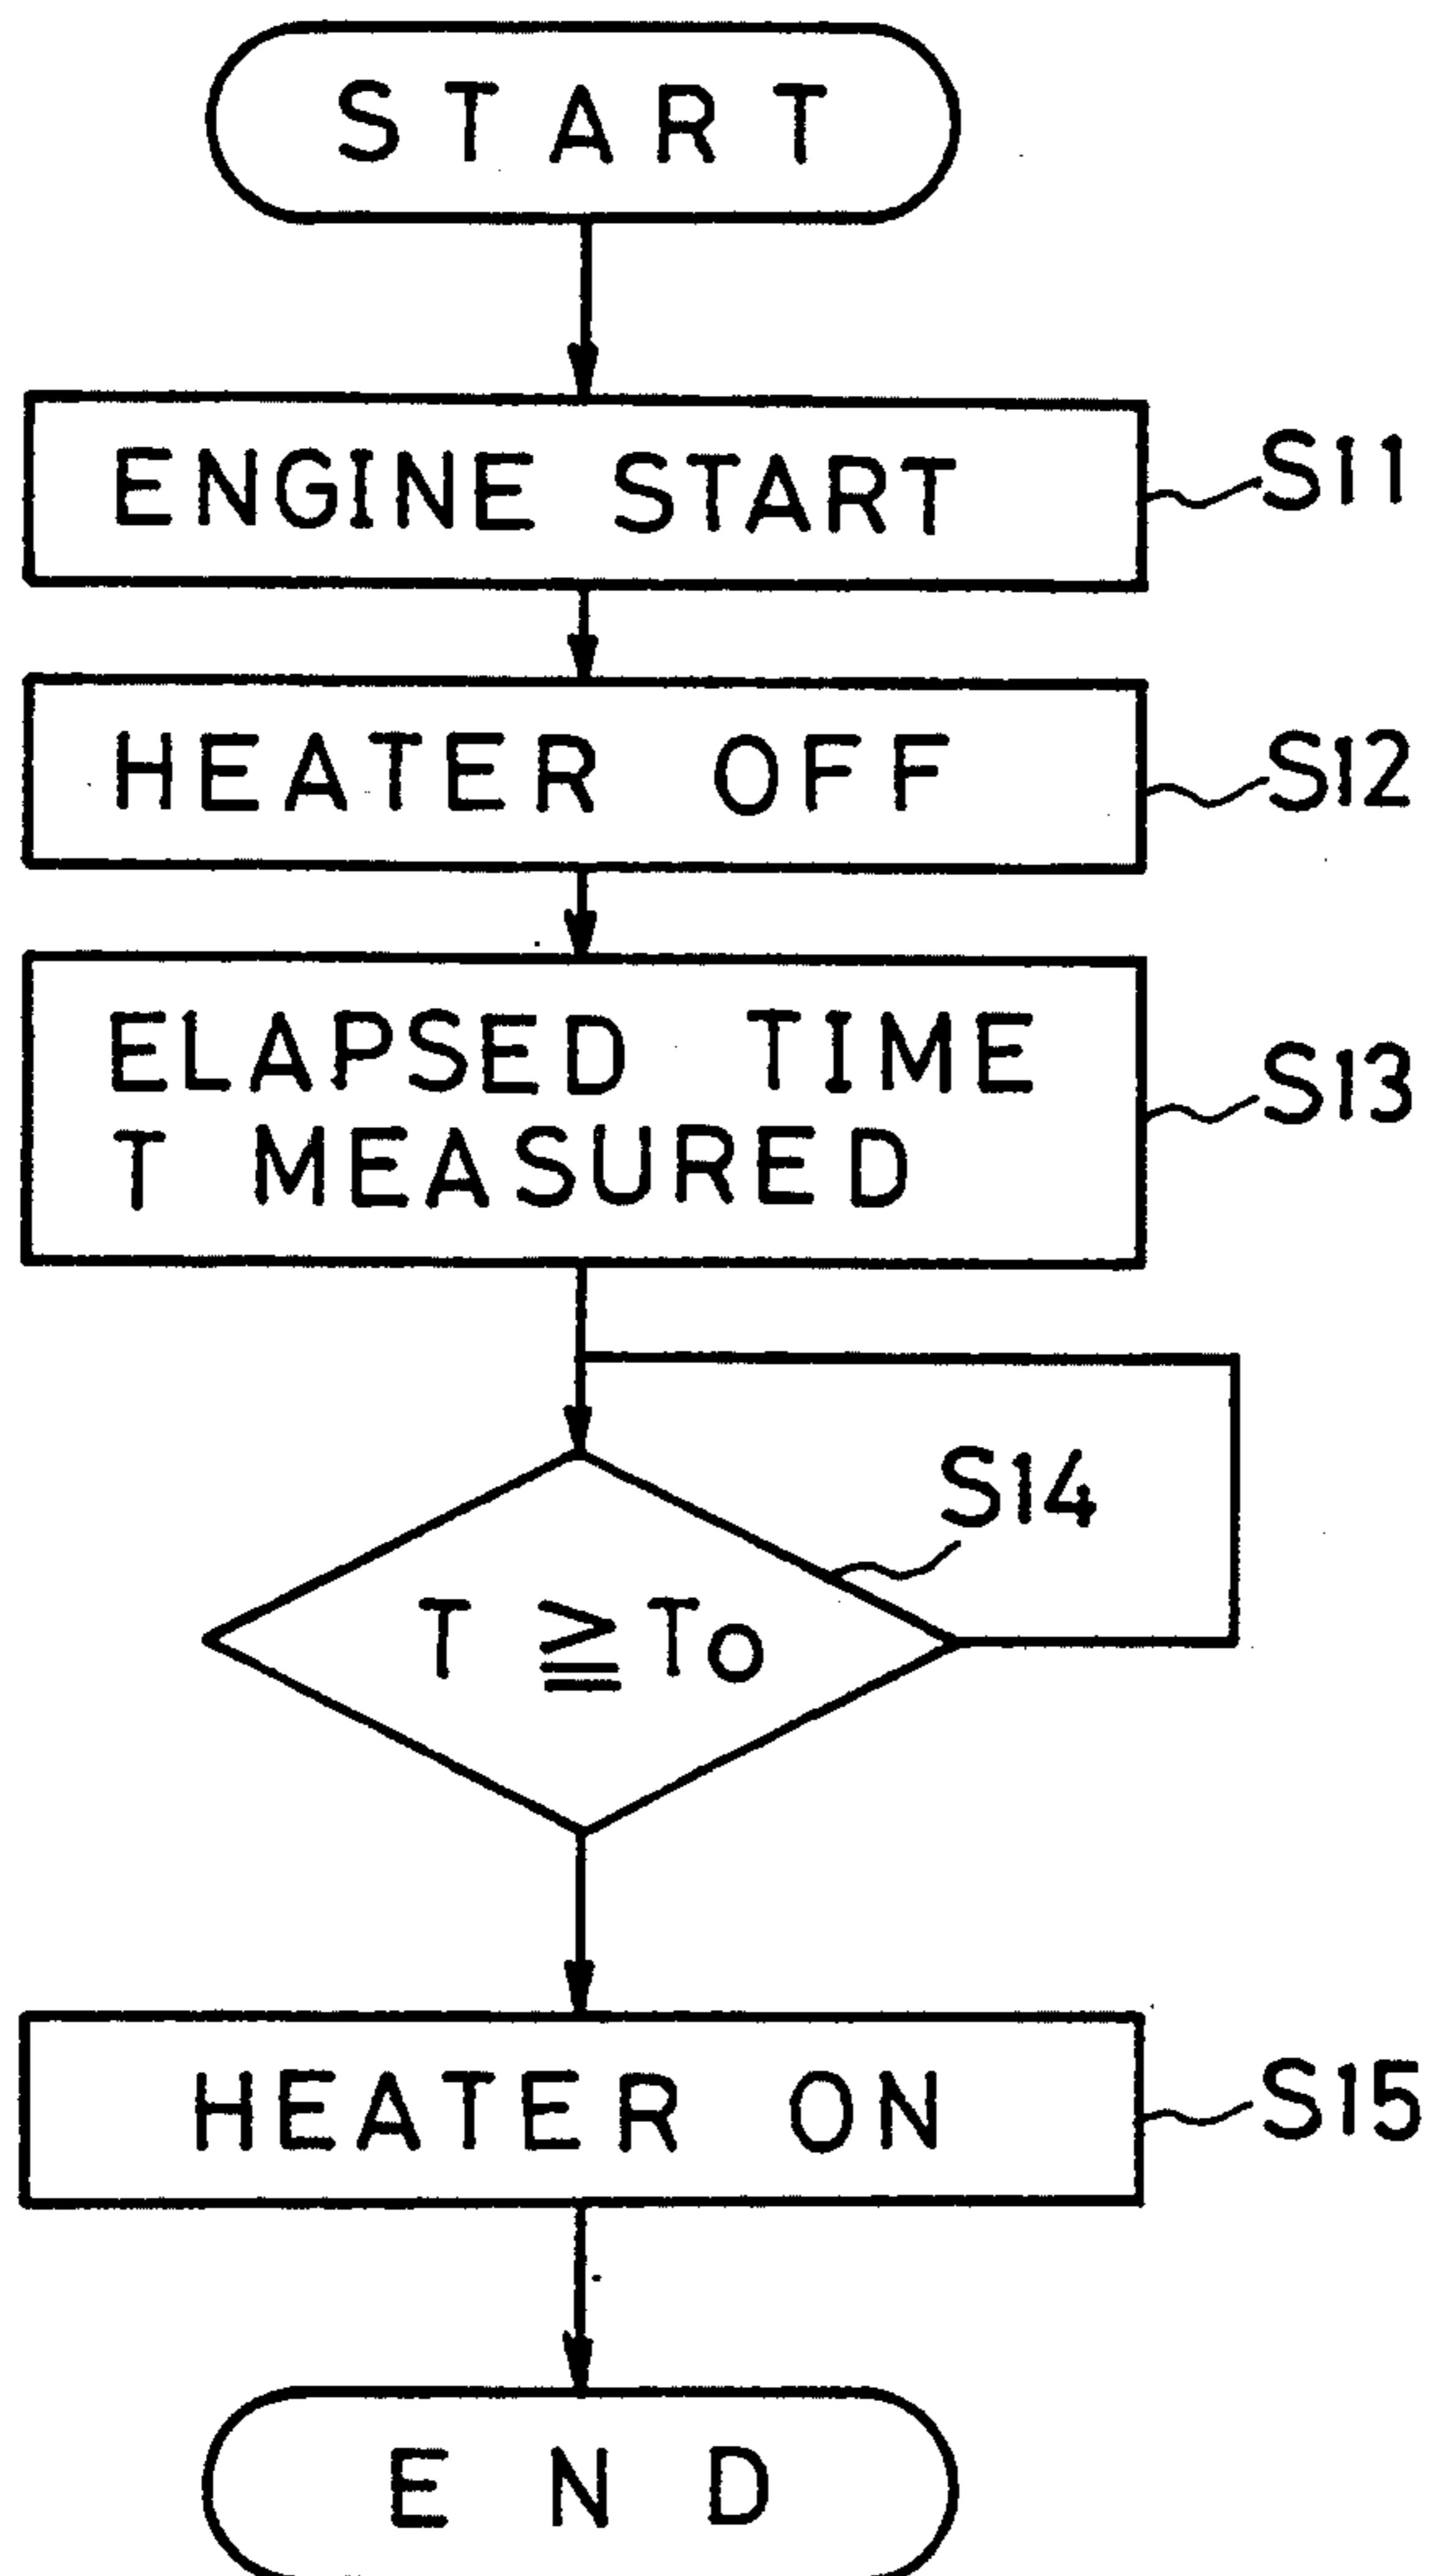 START
ENGINE START
S11
HEATER OFF
S12
ELAPSED TIME
T MEASURED
S13
S14
T ≧ To
HEATER ON
S15
END